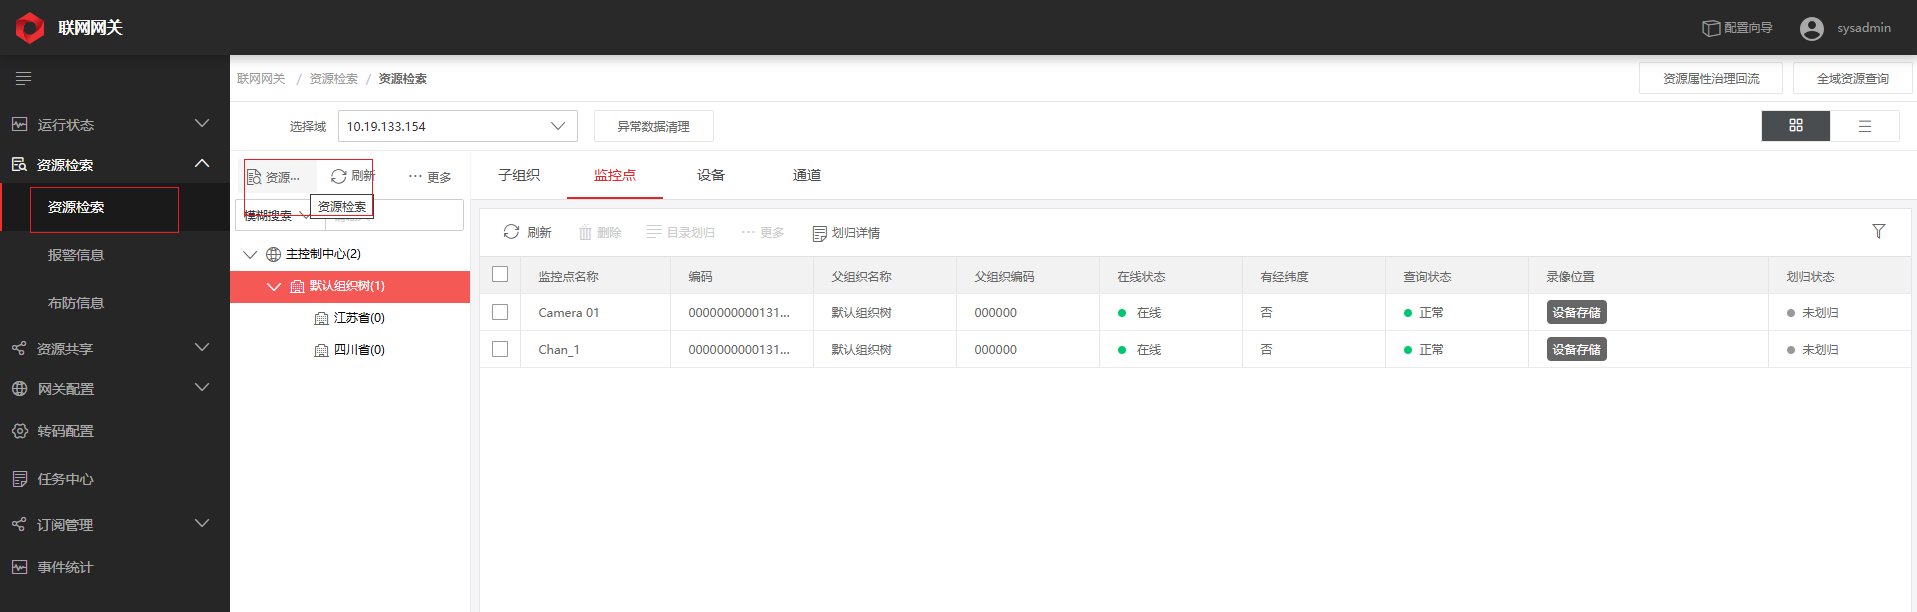 联网网关
配置向导
sysadmin
联网网关 / 资源检索 / 资源检索
资源属性治理回流
全域资源查询
运行状态
资源检索
资源检索
报警信息
布防信息
资源共享
网关配置
转码配置
任务中心
订阅管理
事件统计
选择域
10.19.133.154
异常数据清理
资源...
刷新
··· 更多
资源检索
模糊搜索
主控制中心(2)
默认组织树(1)
江苏省(0)
四川省(0)
子组织 监控点 设备 通道
刷新 删除 目录划归 ··· 更多 划归详情
监控点名称 编码 父组织名称 父组织编码 在线状态 有经纬度 查询状态 录像位置 划归状态
Camera 01 0000000000131... 默认组织树 000000 在线 否 正常 设备存储 未划归
Chan_1 0000000000131... 默认组织树 000000 在线 否 正常 设备存储 未划归